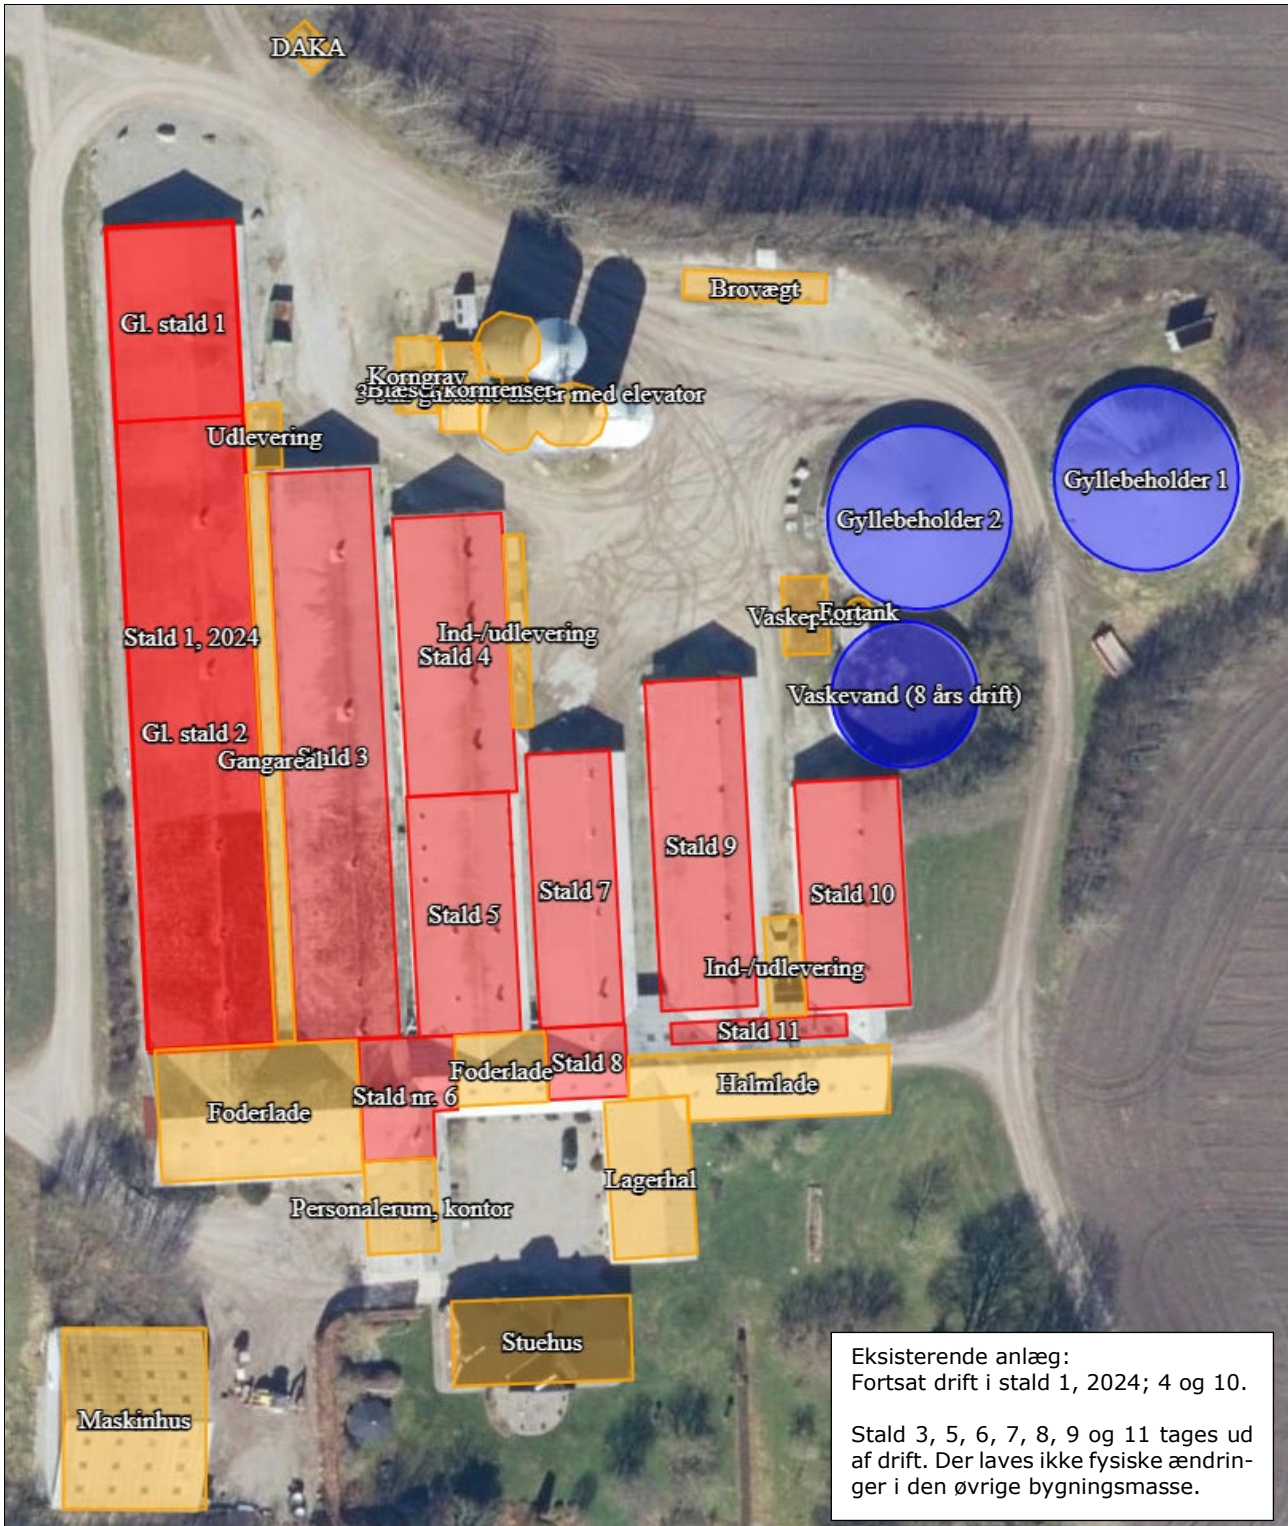 DAKA
Brovægt
Gl. stald 1
Korngrav
kornrenser
med elevator
Udlevering
Gyllebeholder 1
Gyllebeholder 2
Fortank
Stald 1, 2024
Ind-/udlevering
Stald 4
Vaskevand (8 års drift)
Gl. stald 2
Gangareal
Stald 3
Stald 9
Stald 7
Stald 10
Stald 5
Ind-/udlevering
Stald 11
Foderlade
Stald 8
Halmlade
Stald nr. 6
Foderlade
Lagerhal
Personalerum, kontor
Stuehus
Maskinhus
Eksisterende anlæg:
Fortsat drift i stald 1, 2024; 4 og 10.
Stald 3, 5, 6, 7, 8, 9 og 11 tages ud
af drift. Der laves ikke fysiske ændrin-
ger i den øvrige bygningsmasse.